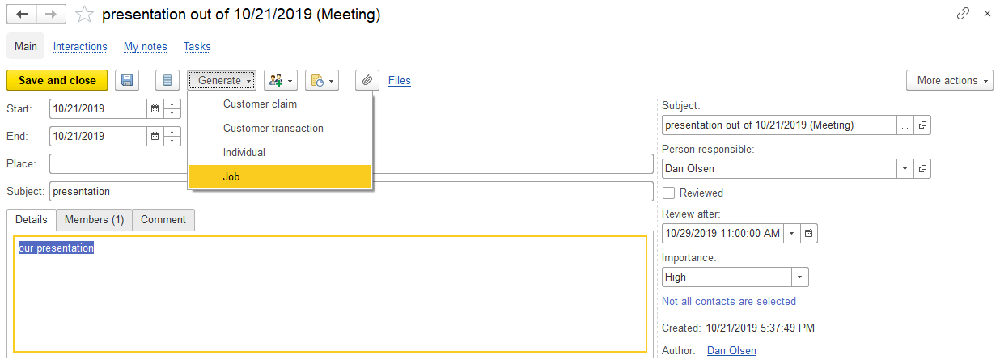 presentation out of 10/21/2019 (Meeting)
Main Interactions My notes Tasks
Save and close Generate Files More actions
Customer claim
Customer transaction
Individual
Job
Start: 10/21/2019
End: 10/21/2019
Place:
Subject: presentation
Details Members (1) Comment
our presentation
Subject:
presentation out of 10/21/2019 (Meeting) ...
Person responsible:
Dan Olsen
Reviewed
Review after:
10/29/2019 11:00:00 AM
Importance:
High
Not all contacts are selected
Created: 10/21/2019 5:37:49 PM
Author: Dan Olsen